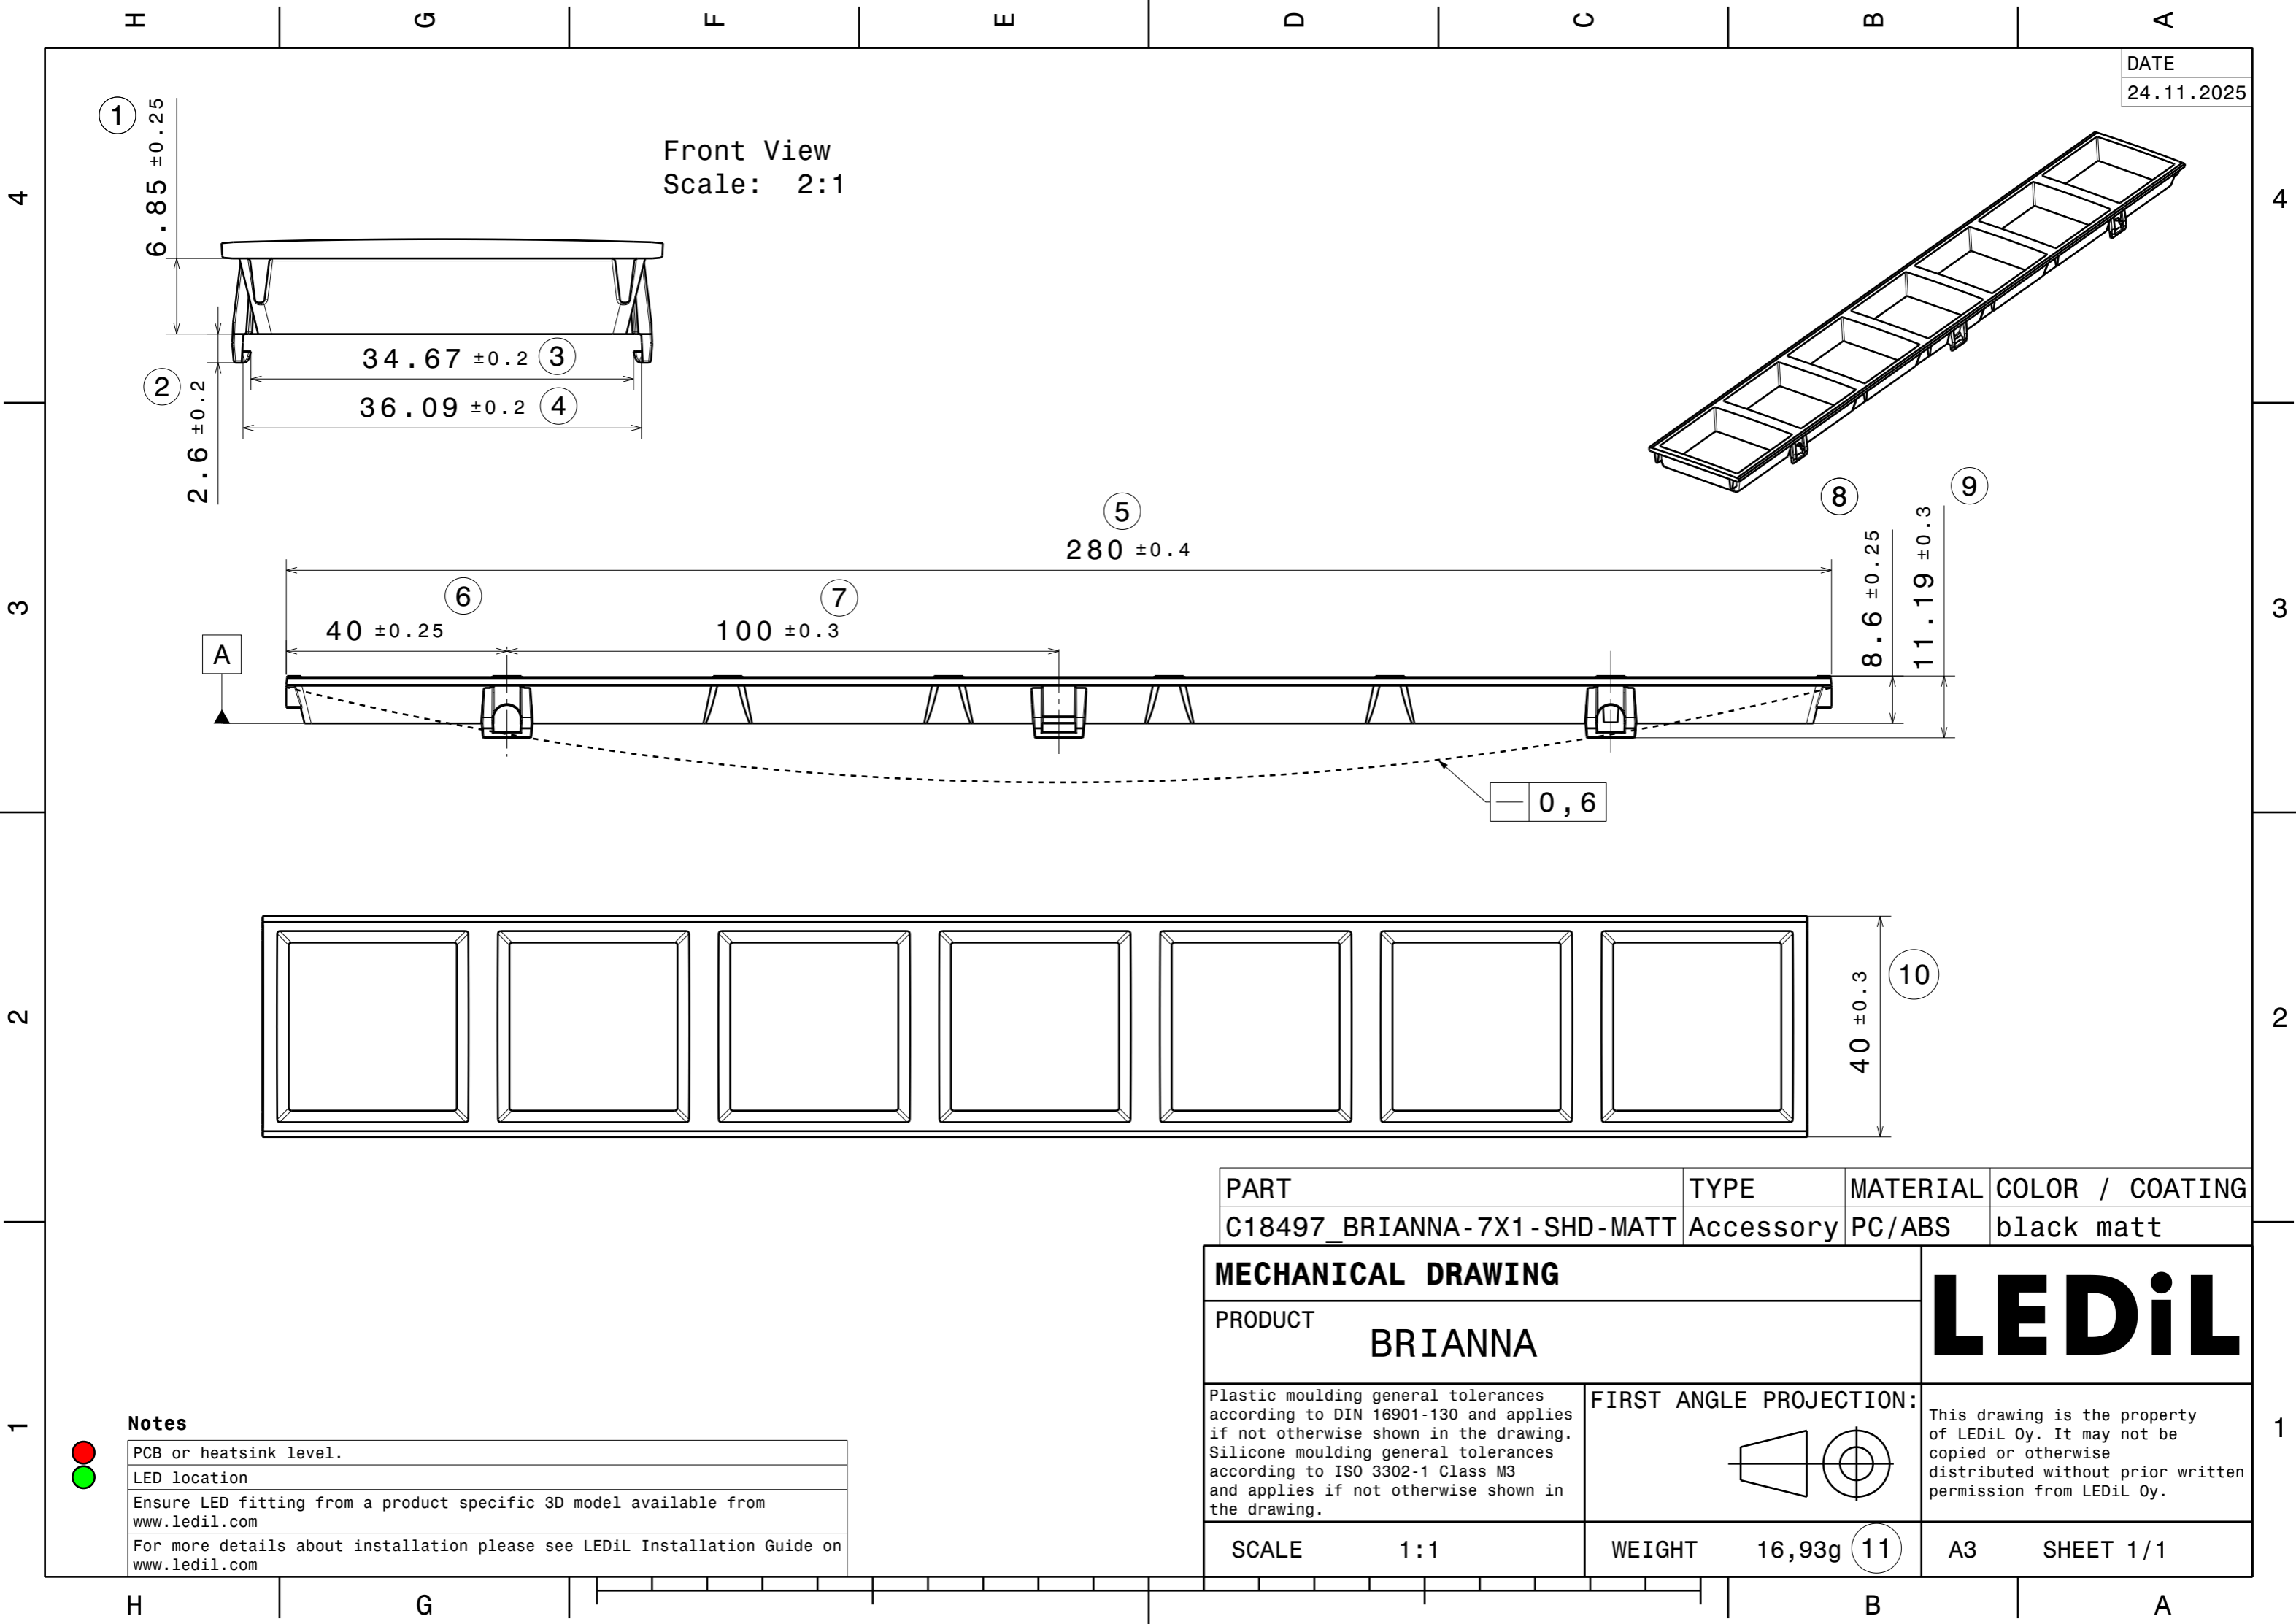 H G F E D C B A
DATE
24.11.2025
4
4
1
6.85 ±0.25
Front View
Scale: 2:1
34.67 ±0.2 3
36.09 ±0.2 4
2
2.6 ±0.2
5
280 ±0.4
6
40 ±0.25
7
100 ±0.3
8
8.6 ±0.25
9
11.19 ±0.3
3
3
A
0,6
2
2
10
40 ±0.3
PART TYPE MATERIAL COLOR / COATING
C18497_BRIANNA-7X1-SHD-MATT Accessory PC/ABS black matt
MECHANICAL DRAWING
LEDiL
PRODUCT
BRIANNA
Plastic moulding general tolerances
according to DIN 16901-130 and applies
if not otherwise shown in the drawing.
Silicone moulding general tolerances
according to ISO 3302-1 Class M3
and applies if not otherwise shown in
the drawing.
FIRST ANGLE PROJECTION:
This drawing is the property
of LEDiL Oy. It may not be
copied or otherwise
distributed without prior written
permission from LEDiL Oy.
SCALE 1:1
WEIGHT 16,93g 11
A3 SHEET 1/1
1
1
Notes
PCB or heatsink level.
LED location
Ensure LED fitting from a product specific 3D model available from
www.ledil.com
For more details about installation please see LEDiL Installation Guide on
www.ledil.com
H G B A